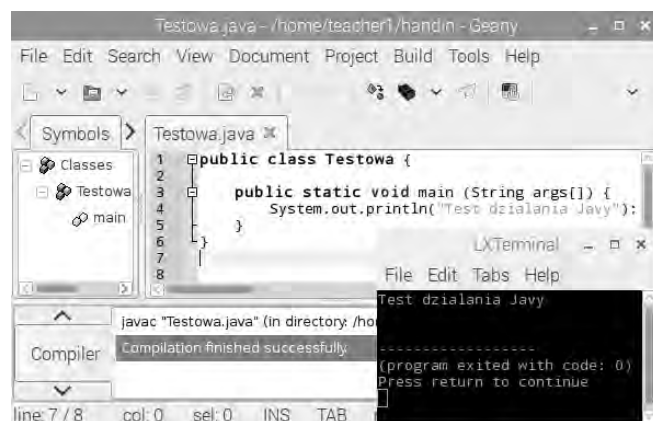 Testowa.java - /home/teacher1/handin - Geany
File Edit Search View Document Project Build Tools Help
Symbols
Testowa.java
Classes
Testowa
main
1 public class Testowa {
2
3 public static void main (String args[]) {
4 System.out.println("Test dzialania Javy");
5 }
6 }
7
8
LXTerminal
File Edit Tabs Help
Test dzialania Javy
------------------
(program exited with code: 0)
Press return to continue
Compiler
javac "Testowa.java" (in directory: /ho
Compilation finished successfully.
line: 7 / 8 col: 0 sel: 0 INS TAB